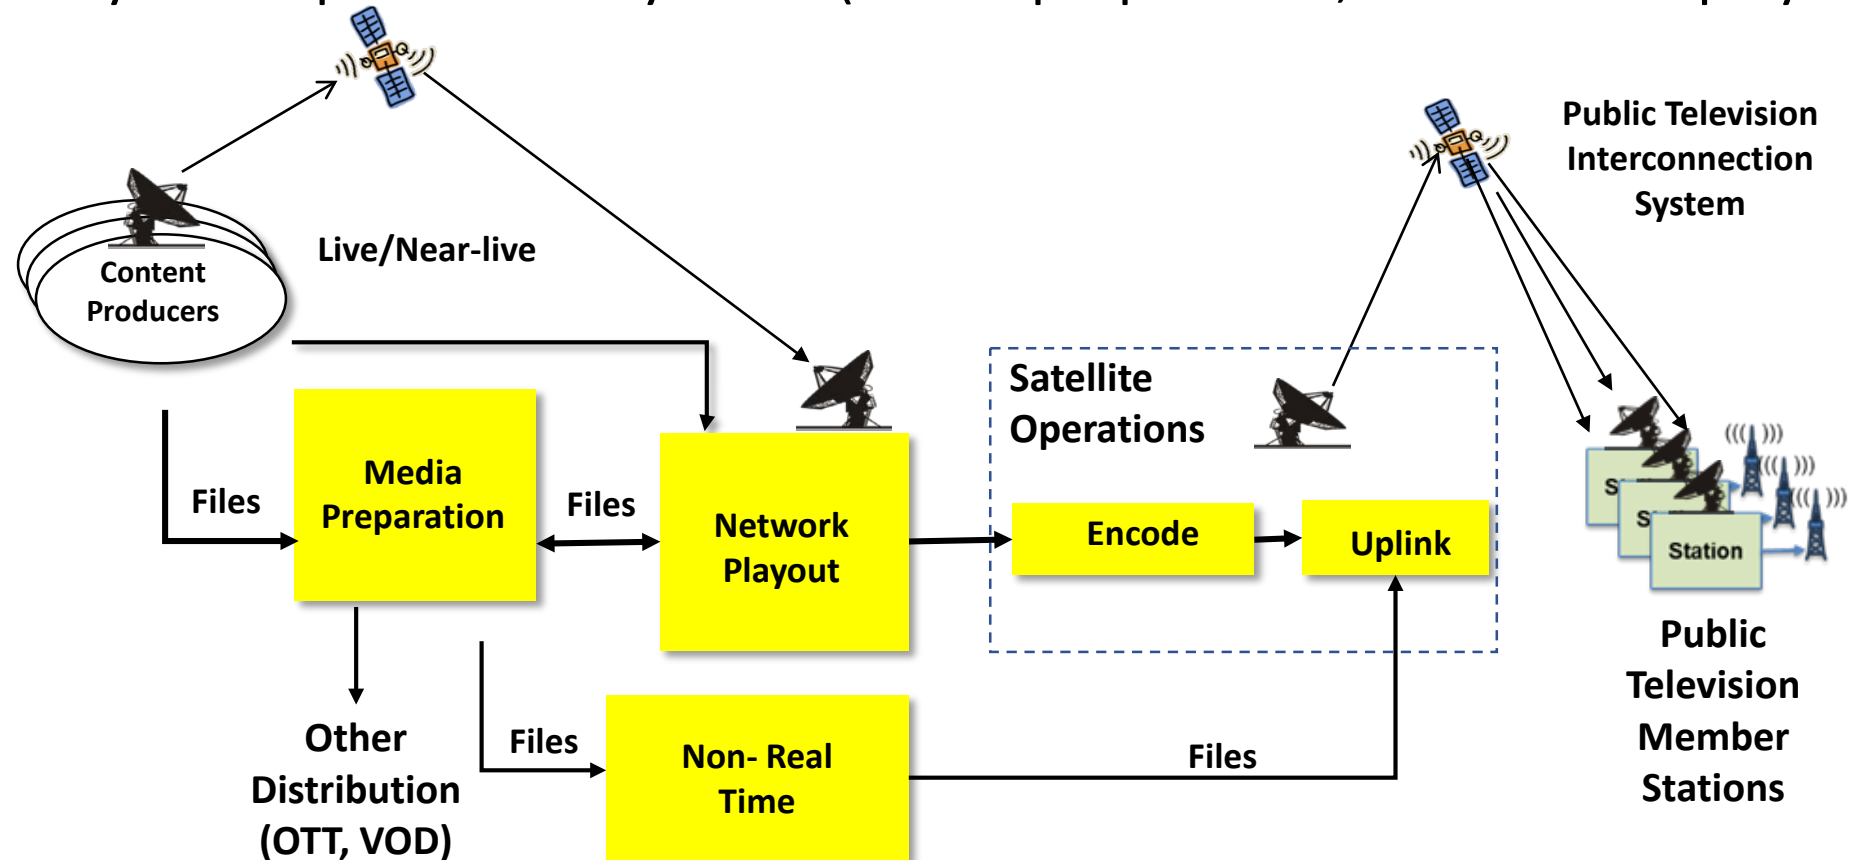 Public Television
Interconnection
System
Live/Near-live
Content
Producers
Satellite
Operations
Media
Preparation
Files
Files
Network
Playout
Encode
Uplink
Station
Public
Television
Member
Stations
Other
Distribution
(OTT, VOD)
Files
Non- Real
Time
Files